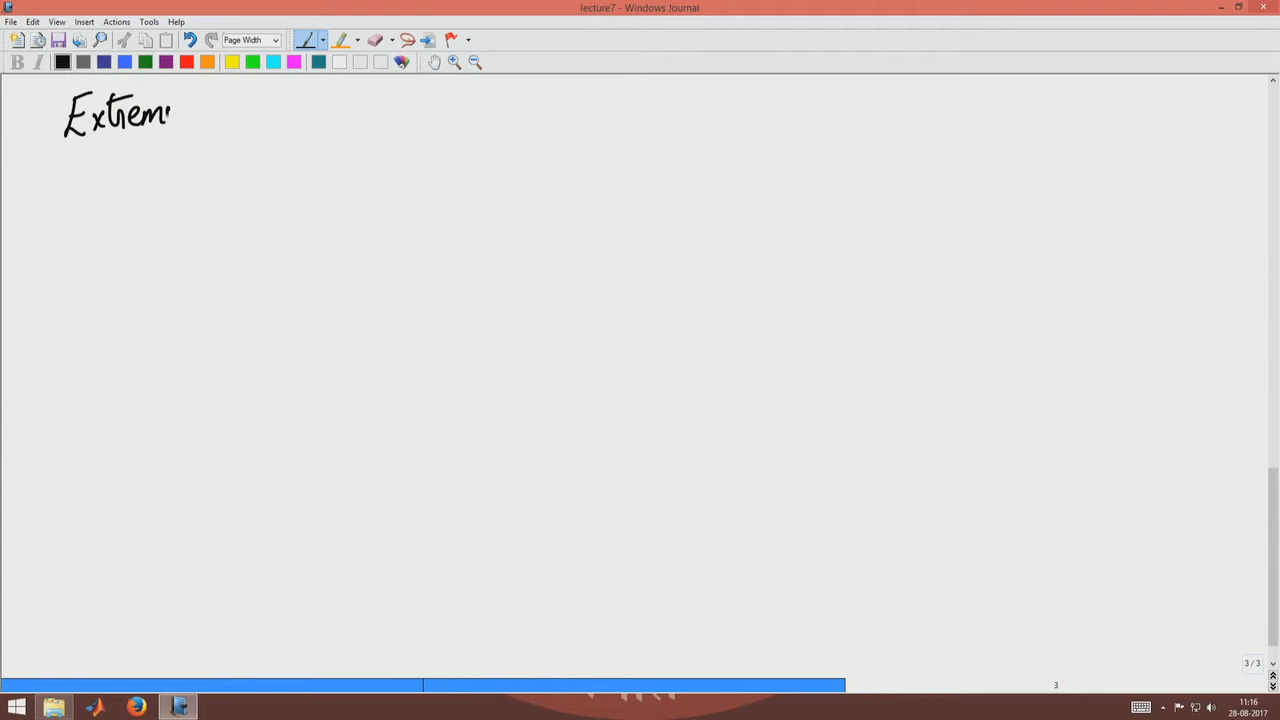 lecture7 - Windows Journal
File Edit View Insert Actions Tools Help
Page Width
B I
Extrem
3 / 3
3
11:16
28-08-2017